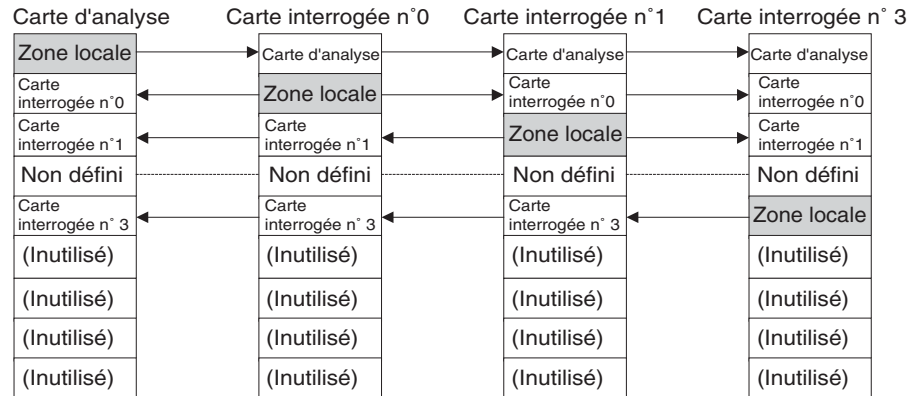 Carte d'analyse Carte interrogée n°0 Carte interrogée n°1 Carte interrogée n° 3
Zone locale Carte d'analyse Carte d'analyse Carte d'analyse
Carte interrogée n°0 Zone locale Carte interrogée n°0 Carte interrogée n°0
Carte interrogée n°1 Carte interrogée n°1 Zone locale Carte interrogée n°1
Non défini Non défini Non défini Non défini
Carte interrogée n° 3 Carte interrogée n° 3 Carte interrogée n° 3 Zone locale
(Inutilisé) (Inutilisé) (Inutilisé) (Inutilisé)
(Inutilisé) (Inutilisé) (Inutilisé) (Inutilisé)
(Inutilisé) (Inutilisé) (Inutilisé) (Inutilisé)
(Inutilisé) (Inutilisé) (Inutilisé) (Inutilisé)